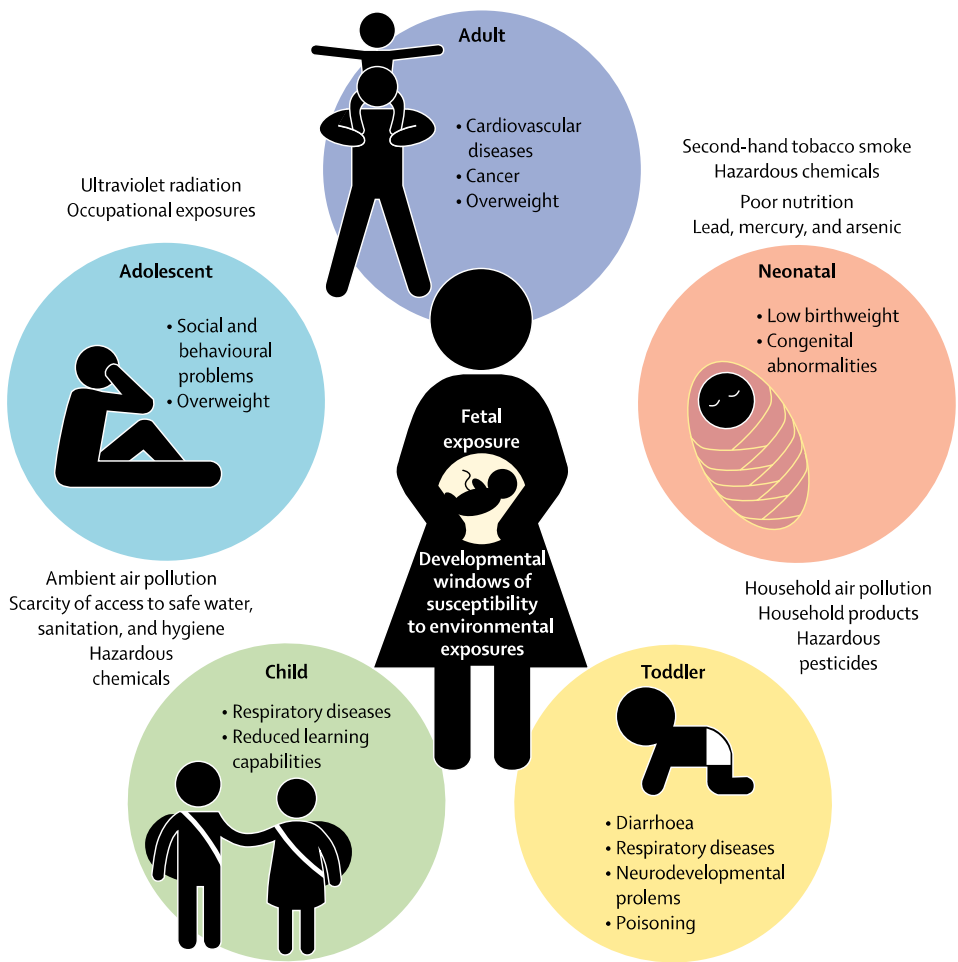 Adult
• Cardiovascular
diseases
• Cancer
• Overweight
Second-hand tobacco smoke
Hazardous chemicals
Poor nutrition
Lead, mercury, and arsenic
Neonatal
• Low birthweight
• Congenital
abnormalities
Household air pollution
Household products
Hazardous
pesticides
Toddler
• Diarrhoea
• Respiratory diseases
• Neurodevelopmental
prolems
• Poisoning
Child
• Respiratory diseases
• Reduced learning
capabilities
Ambient air pollution
Scarcity of access to safe water,
sanitation, and hygiene
Hazardous
chemicals
Adolescent
• Social and
behavioural
problems
• Overweight
Ultraviolet radiation
Occupational exposures
Fetal
exposure
Developmental
windows of
susceptibility
to environmental
exposures